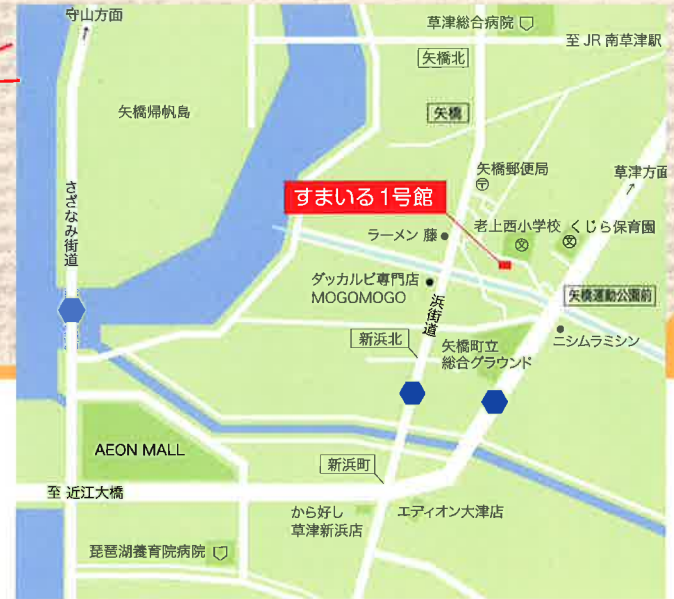 守山方面
草津総合病院
至 JR 南草津駅
矢橋北
矢橋帰帆島
矢橋
矢橋郵便局
草津方面
さざなみ街道
すまいる 1号館
ラーメン 藤
老上西小学校
くじら保育園
ダッカルビ専門店
MOGOMOGO
浜街道
矢橋運動公園前
新浜北
矢橋町立
総合グラウンド
ニシムラミシン
AEON MALL
新浜町
至 近江大橋
から好し
草津新浜店
エディオン大津店
琵琶湖養育院病院